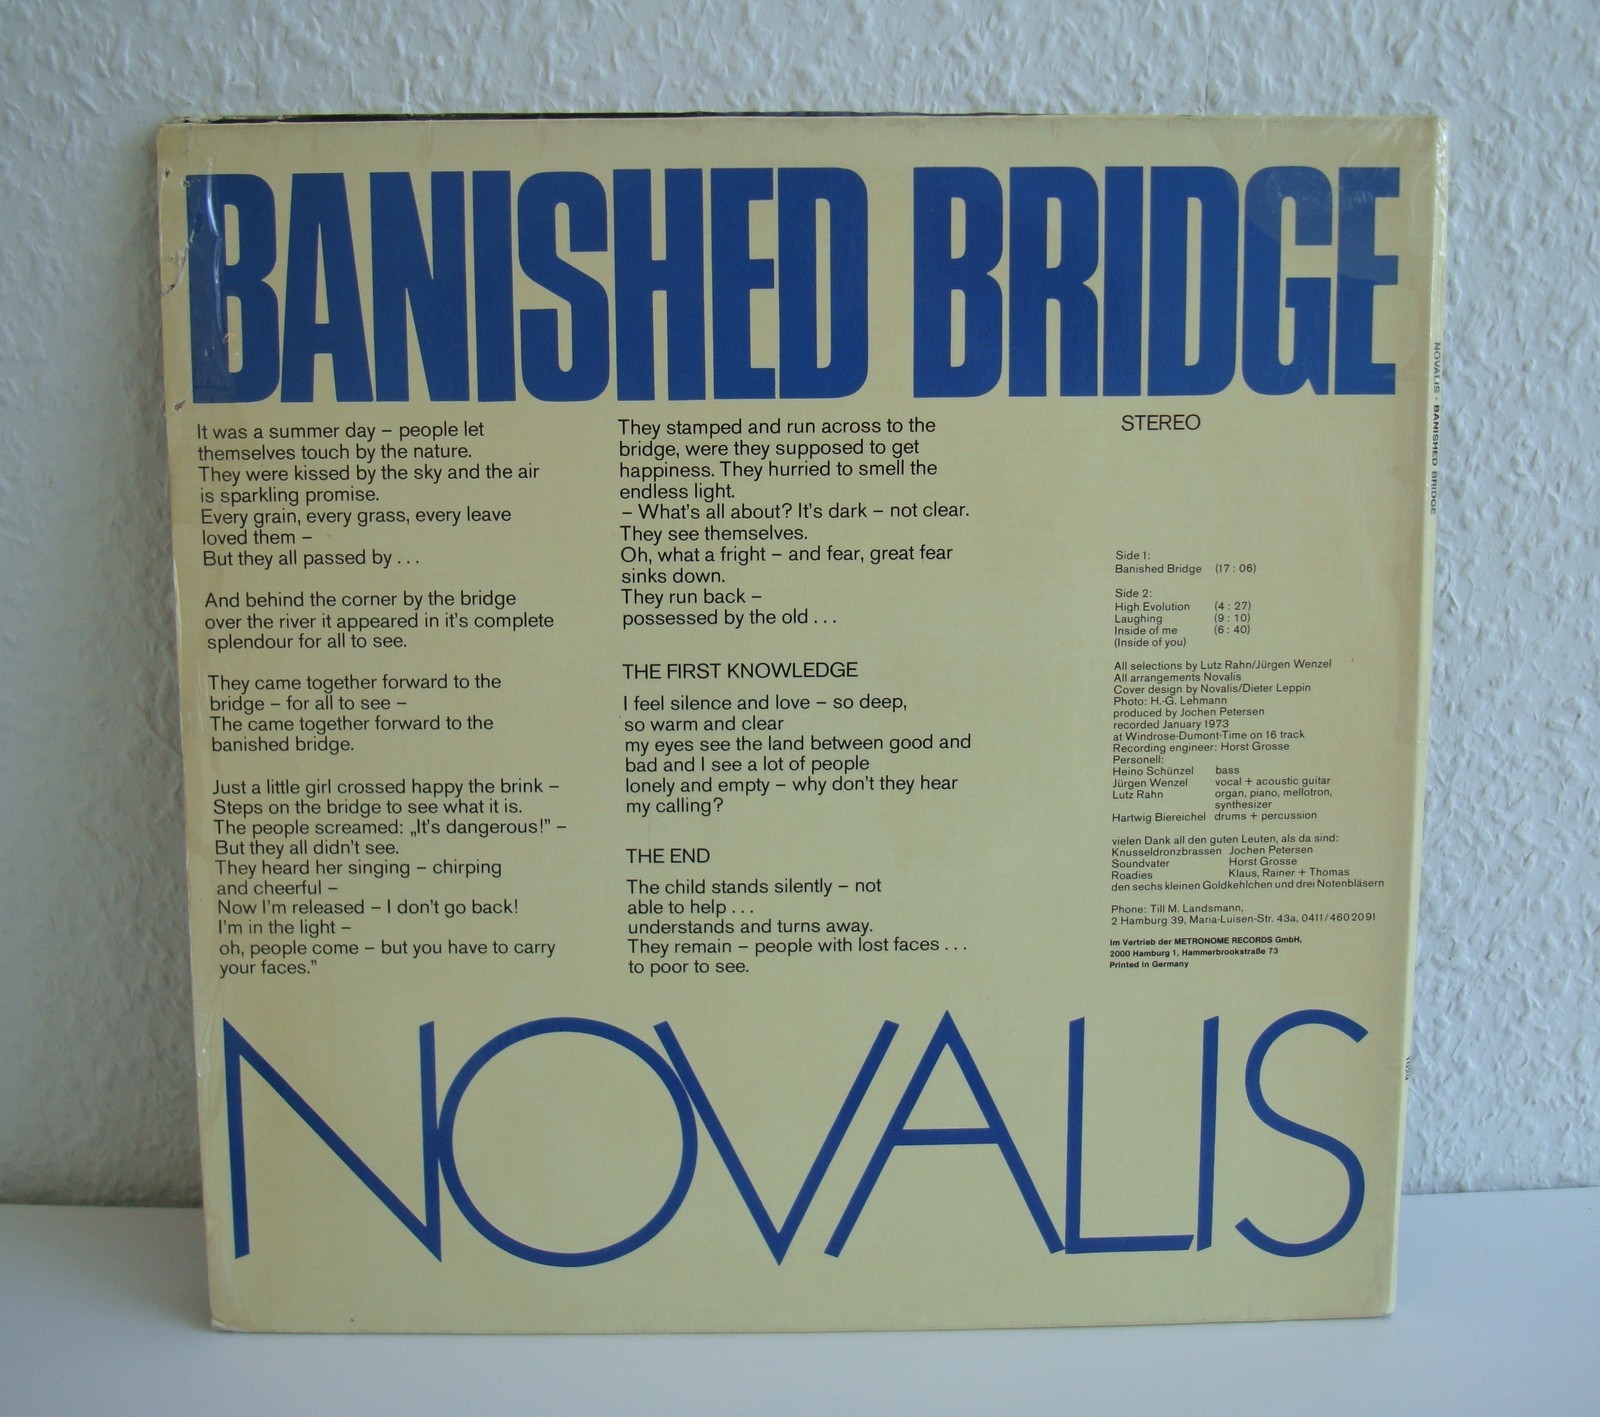 BANISHED BRIDGE
It was a summer day – people let
themselves touch by the nature.
They were kissed by the sky and the air
is sparkling promise.
Every grain, every grass, every leave
loved them –
But they all passed by . . .
And behind the corner by the bridge
over the river it appeared in it's complete
splendour for all to see.
They came together forward to the
bridge – for all to see –
The came together forward to the
banished bridge.
Just a little girl crossed happy the brink –
Steps on the bridge to see what it is.
The people screamed: „It's dangerous!” –
But they all didn't see.
They heard her singing – chirping
and cheerful –
Now I'm released – I don't go back!
I'm in the light –
oh, people come – but you have to carry
your faces.”
They stamped and run across to the
bridge, were they supposed to get
happiness. They hurried to smell the
endless light.
– What's all about? It's dark – not clear.
They see themselves.
Oh, what a fright – and fear, great fear
sinks down.
They run back –
possessed by the old . . .
THE FIRST KNOWLEDGE
I feel silence and love – so deep,
so warm and clear
my eyes see the land between good and
bad and I see a lot of people
lonely and empty – why don't they hear
my calling?
THE END
The child stands silently – not
able to help . . .
understands and turns away.
They remain – people with lost faces . . .
to poor to see.
STEREO
Side 1:
Banished Bridge (17 : 06)
Side 2:
High Evolution (4 : 27)
Laughing (9 : 10)
Inside of me (6 : 40)
(Inside of you)
All selections by Lutz Rahn/Jürgen Wenzel
All arrangements Novalis
Cover design by Novalis/Dieter Leppin
Photo: H.-G. Lehmann
produced by Jochen Petersen
recorded January 1973
at Windrose-Dumont-Time on 16 track
Recording engineer: Horst Grosse
Personell:
Heino Schünzel bass
Jürgen Wenzel vocal + acoustic guitar
Lutz Rahn organ, piano, mellotron,
synthesizer
Hartwig Biereichel drums + percussion
vielen Dank all den guten Leuten, als da sind:
Knusseldronzbrassen Jochen Petersen
Soundvater Horst Grosse
Roadies Klaus, Rainer + Thomas
den sechs kleinen Goldkehlchen und drei Notenbläsern
Phone: Till M. Landsmann,
2 Hamburg 39, Maria-Luisen-Str. 43a, 0411/4602091
Im Vertrieb der METRONOME RECORDS GmbH,
2000 Hamburg 1, Hammerbrookstraße 73
Printed in Germany
NOVALIS
NOVALIS · BANISHED BRIDGE